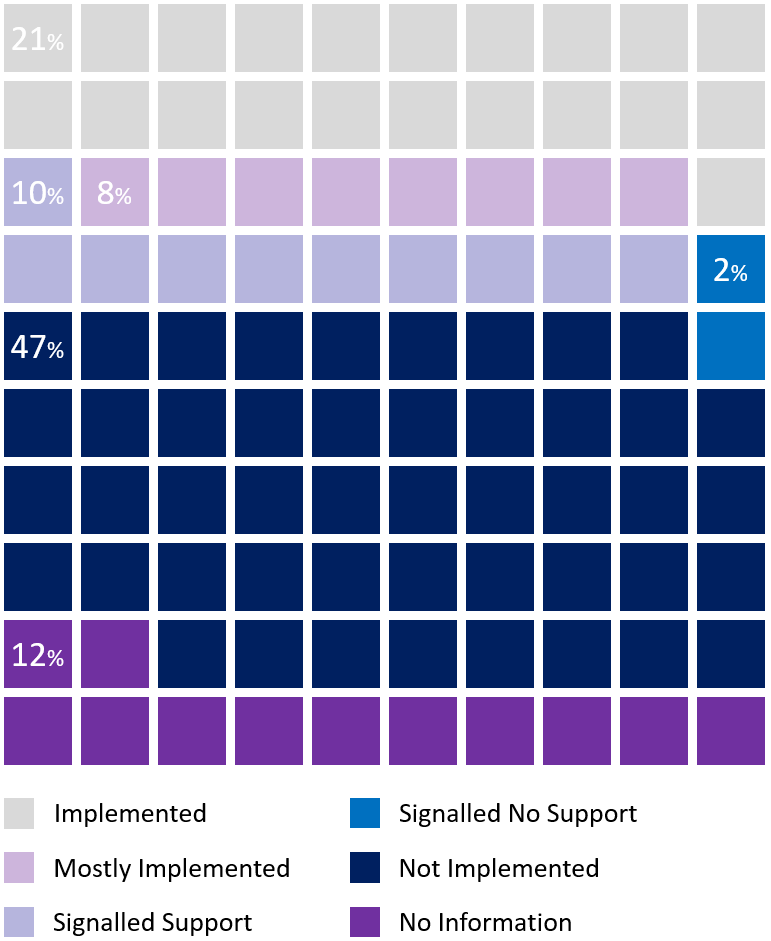 21%
10% 8%
2%
47%
12%
Implemented
Signalled No Support
Mostly Implemented
Not Implemented
Signalled Support
No Information